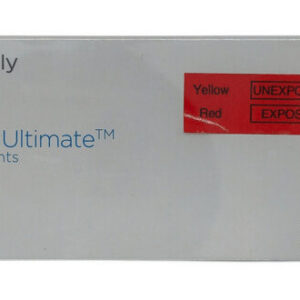 ly
Ultimate™
nts
Yellow UNEXPO
Red EXPOS